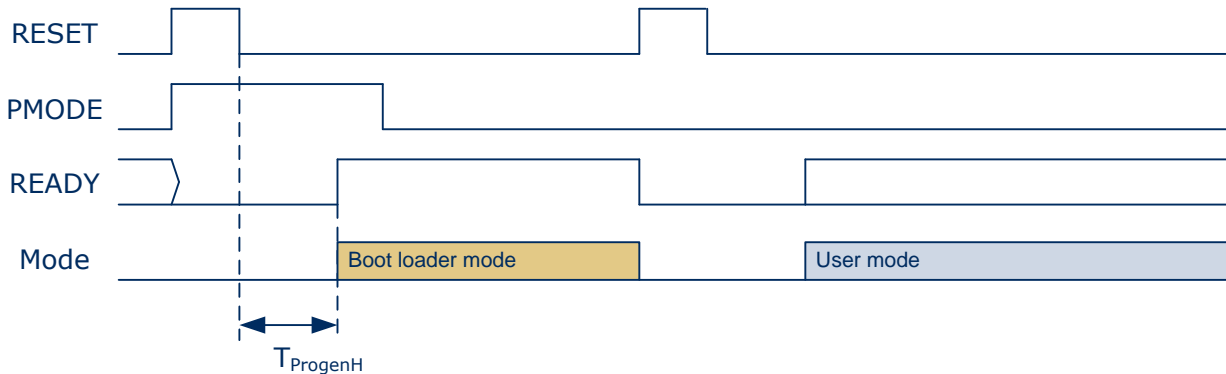 RESET
PMODE
READY
Mode
Boot loader mode
User mode
TProgenH